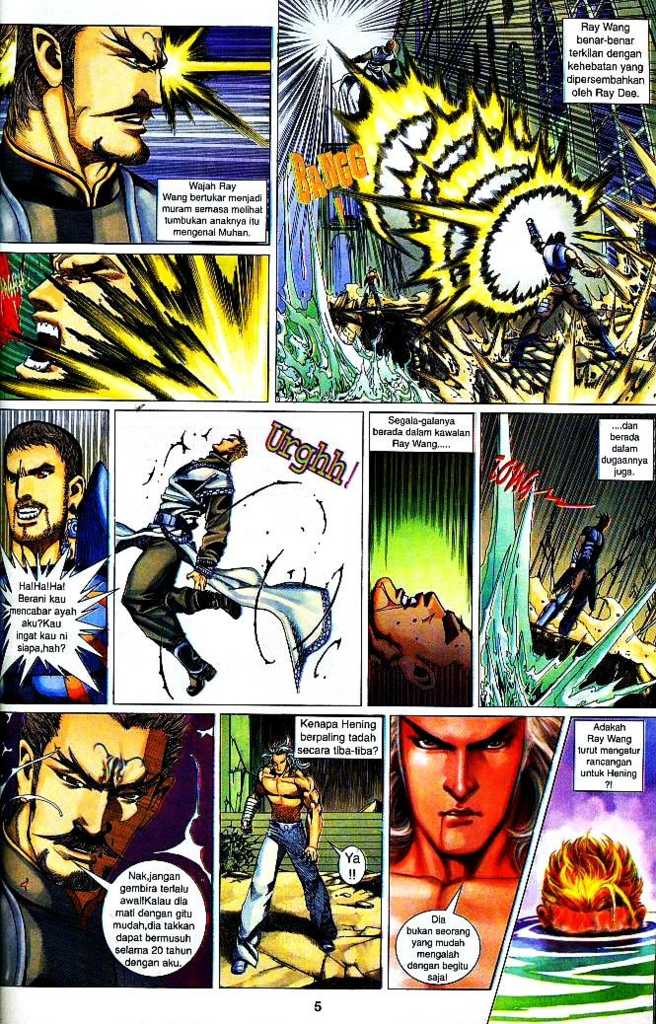 Wajah Ray
Wang bertukar menjadi
muram semasa melihat
tumbukan anaknya itu
mengenai Muhan.
Ray Wang
benar-benar
terkilan dengan
kehebatan yang
dipersembahkan
oleh Ray Dee.
Ha!Ha!Ha!
Berani kau
mencabar ayah
aku?Kau
ingat kau ni
siapa,hah?
Urghh!
Segala-galanya
berada dalam kawalan
Ray Wang.....
....dan
berada
dalam
dugaannya
juga.
Nak,jangan
gembira terlalu
awal!Kalau dia
mati dengan gitu
mudah,dia takkan
dapat bermusuh
selama 20 tahun
dengan aku.
Kenapa Hening
berpaling tadah
secara tiba-tiba?
Ya
!!
Dia
bukan seorang
yang mudah
mengalah
dengan begitu
saja!
Adakah
Ray Wang
turut mengatur
rancangan
untuk Hening
?!
5